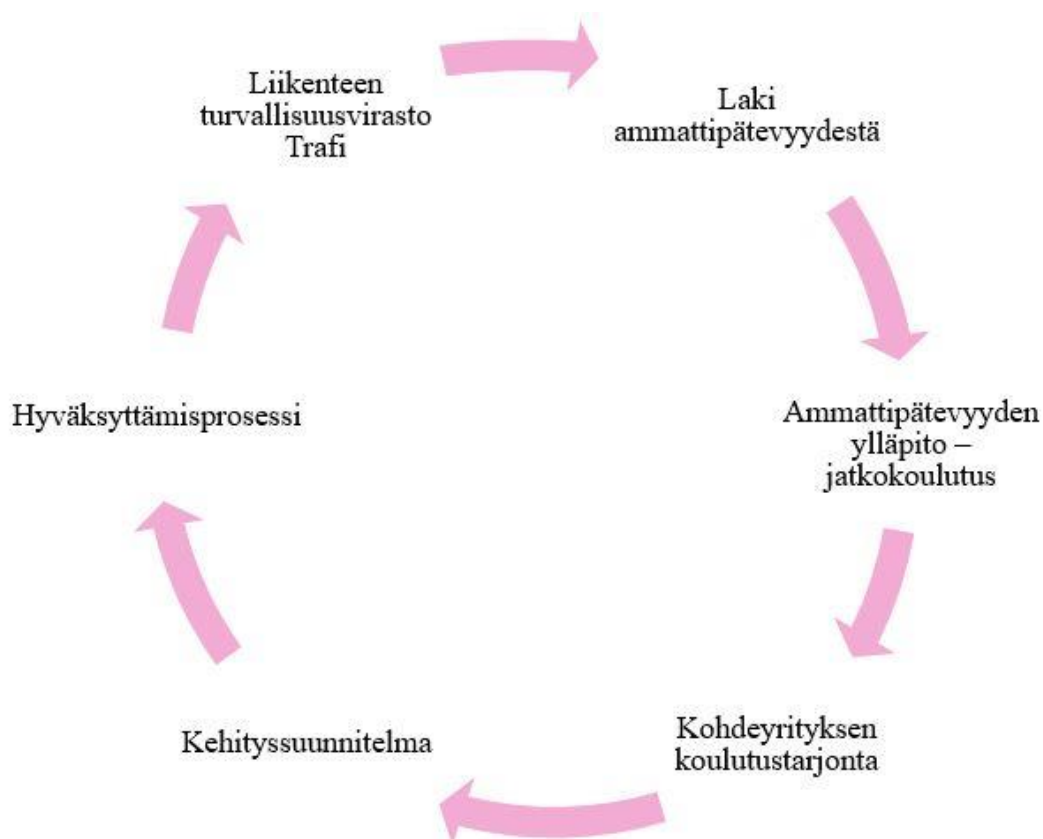 Liikenteen
turvallisuusvirasto
Trafi
Laki
ammattipätevyydestä
Ammattipätevyyden
ylläpito –
jatkokoulutus
Kohdeyrityksen
koulutustarjonta
Kehityssuunnitelma
Hyväksyttämisprosessi